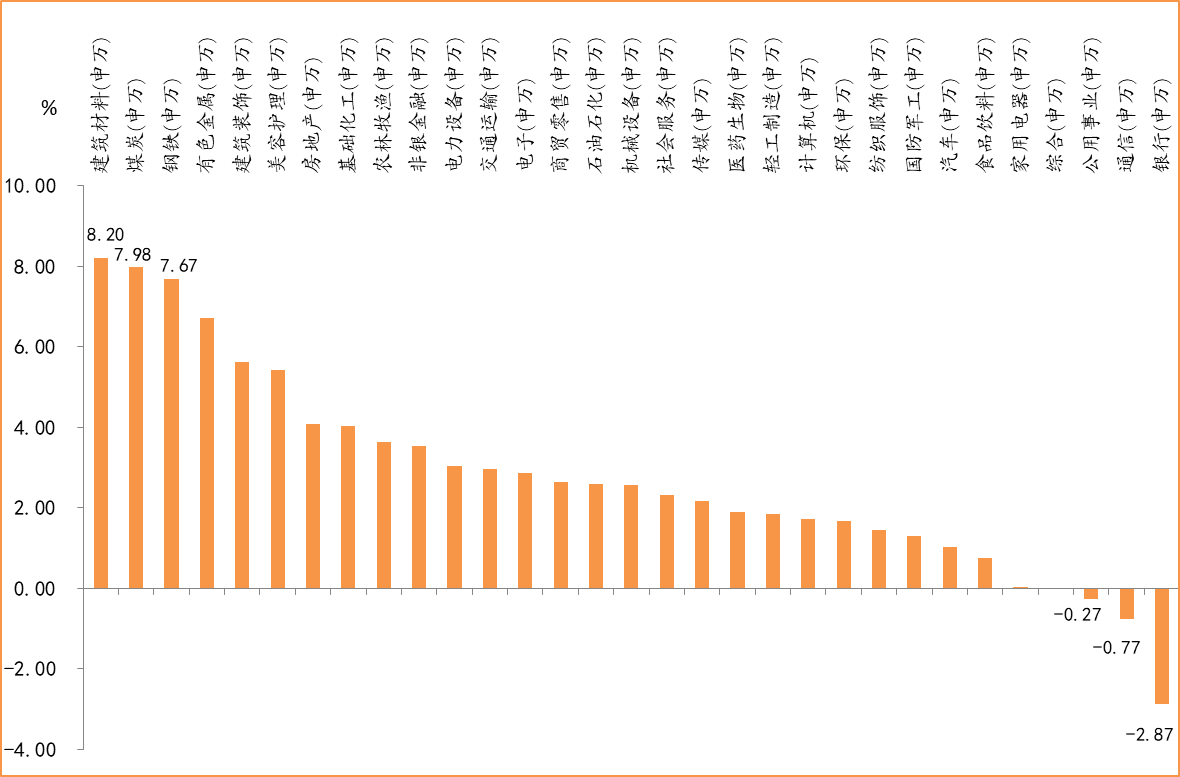 %
建筑材料(申万)
煤炭(申万)
钢铁(申万)
有色金属(申万)
建筑装饰(申万)
美容护理(申万)
房地产(申万)
基础化工(申万)
农林牧渔(申万)
非银金融(申万)
电力设备(申万)
交通运输(申万)
电子(申万)
商贸零售(申万)
石油石化(申万)
机械设备(申万)
社会服务(申万)
传媒(申万)
医药生物(申万)
轻工制造(申万)
计算机(申万)
环保(申万)
纺织服饰(申万)
国防军工(申万)
汽车(申万)
食品饮料(申万)
家用电器(申万)
综合(申万)
公用事业(申万)
通信(申万)
银行(申万)
10.00
8.00
6.00
4.00
2.00
0.00
-2.00
-4.00
8.20
7.98
7.67
-0.27
-0.77
-2.87